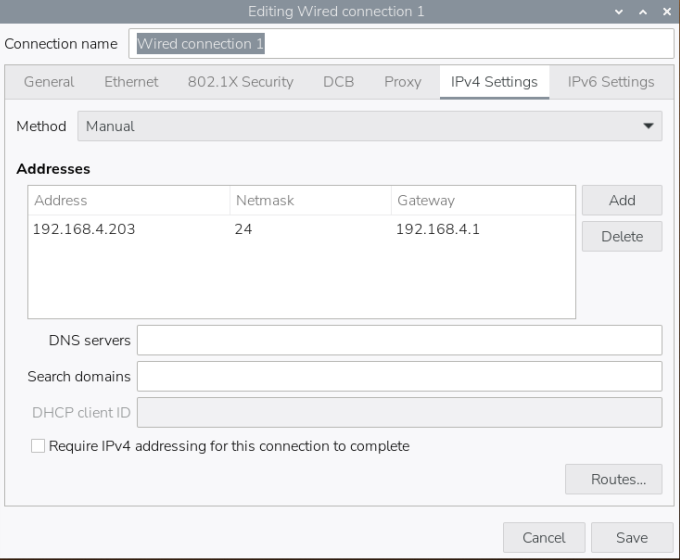 Editing Wired connection 1
Connection name Wired connection 1
General Ethernet 802.1X Security DCB Proxy IPv4 Settings IPv6 Settings
Method Manual
Addresses
Address Netmask Gateway Add
192.168.4.203 24 192.168.4.1
Delete
DNS servers
Search domains
DHCP client ID
Require IPv4 addressing for this connection to complete
Routes...
Cancel Save